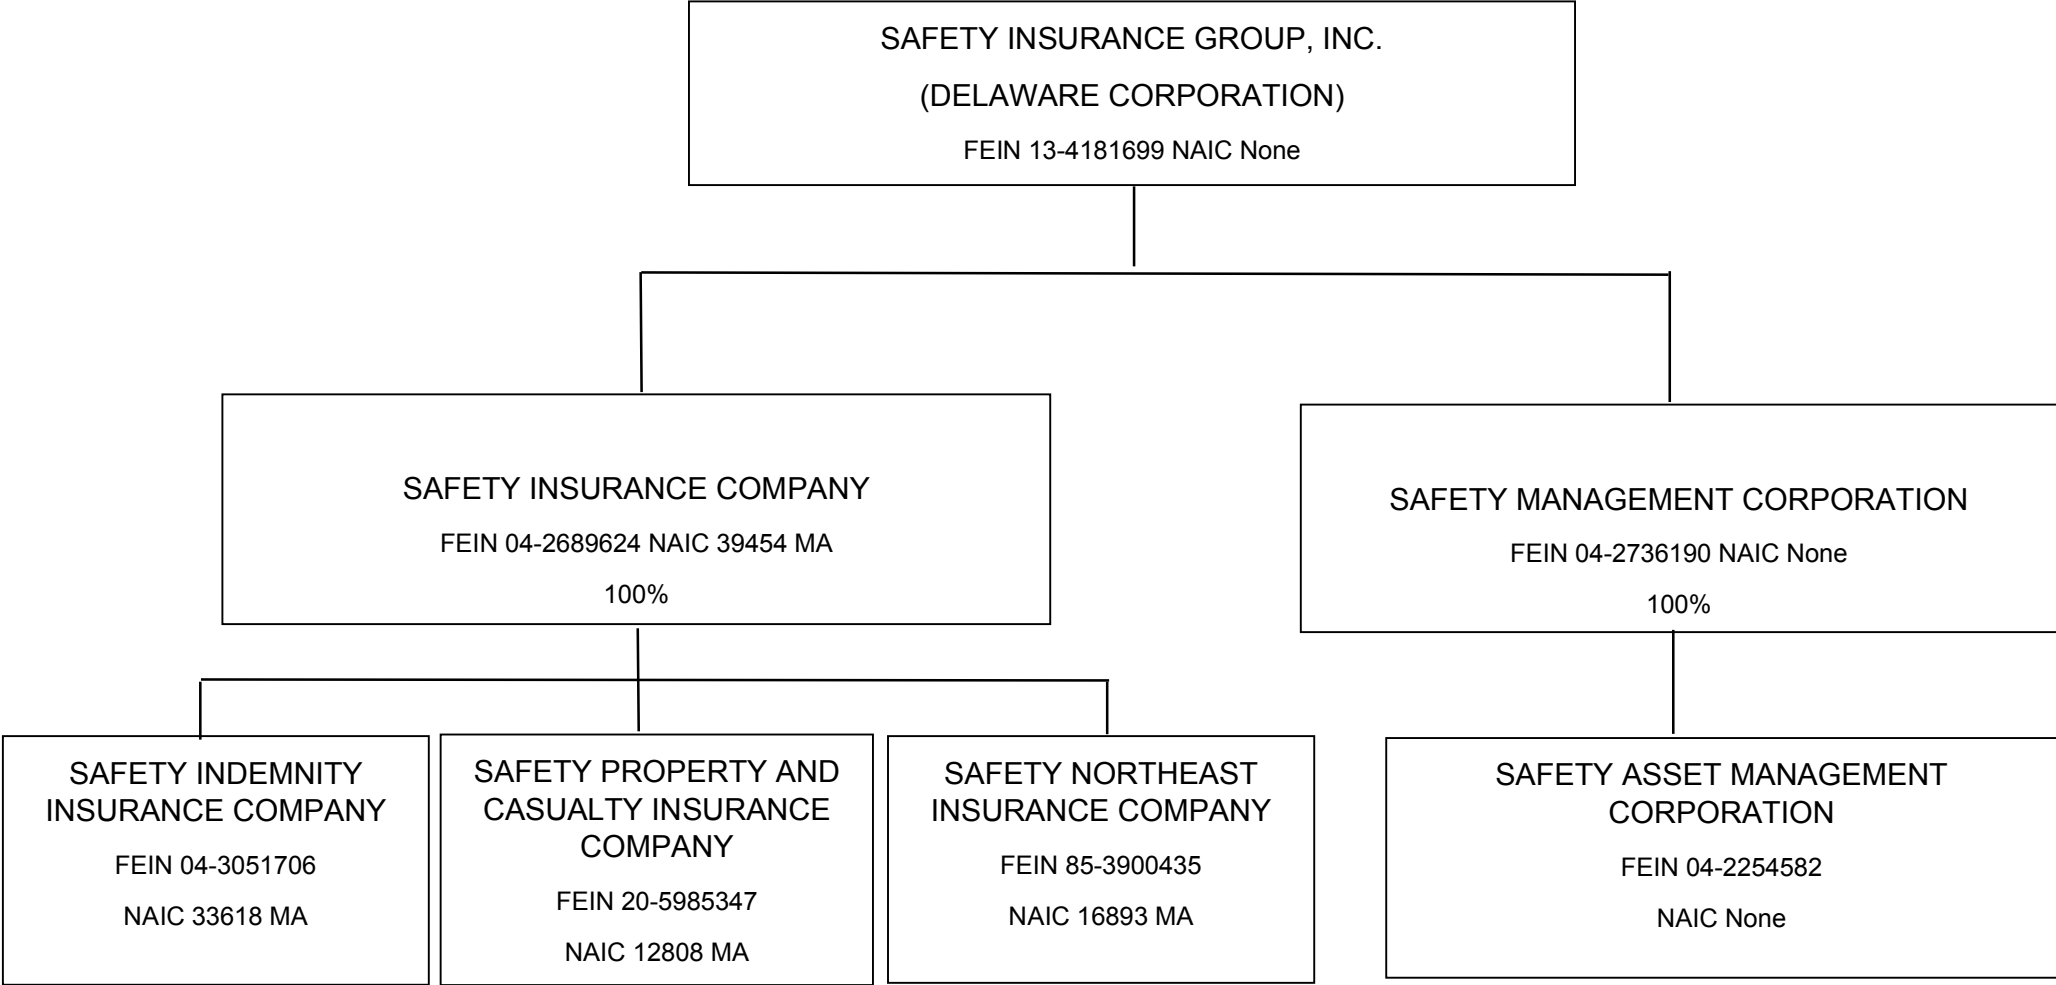 SAFETY INSURANCE GROUP, INC.
(DELAWARE CORPORATION)
FEIN 13-4181699 NAIC None
SAFETY INSURANCE COMPANY
FEIN 04-2689624 NAIC 39454 MA
100%
SAFETY MANAGEMENT CORPORATION
FEIN 04-2736190 NAIC None
100%
SAFETY INDEMNITY
INSURANCE COMPANY
FEIN 04-3051706
NAIC 33618 MA
SAFETY PROPERTY AND
CASUALTY INSURANCE
COMPANY
FEIN 20-5985347
NAIC 12808 MA
SAFETY NORTHEAST
INSURANCE COMPANY
FEIN 85-3900435
NAIC 16893 MA
SAFETY ASSET MANAGEMENT
CORPORATION
FEIN 04-2254582
NAIC None